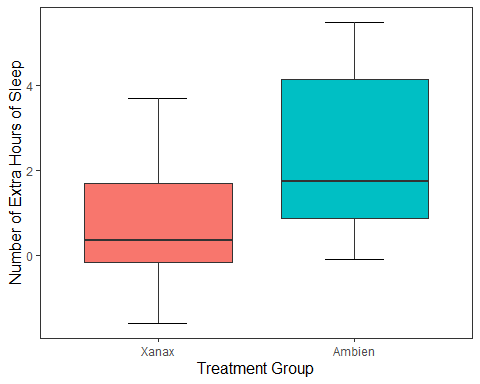 Number of Extra Hours of Sleep
4
2
0
Xanax
Ambien
Treatment Group